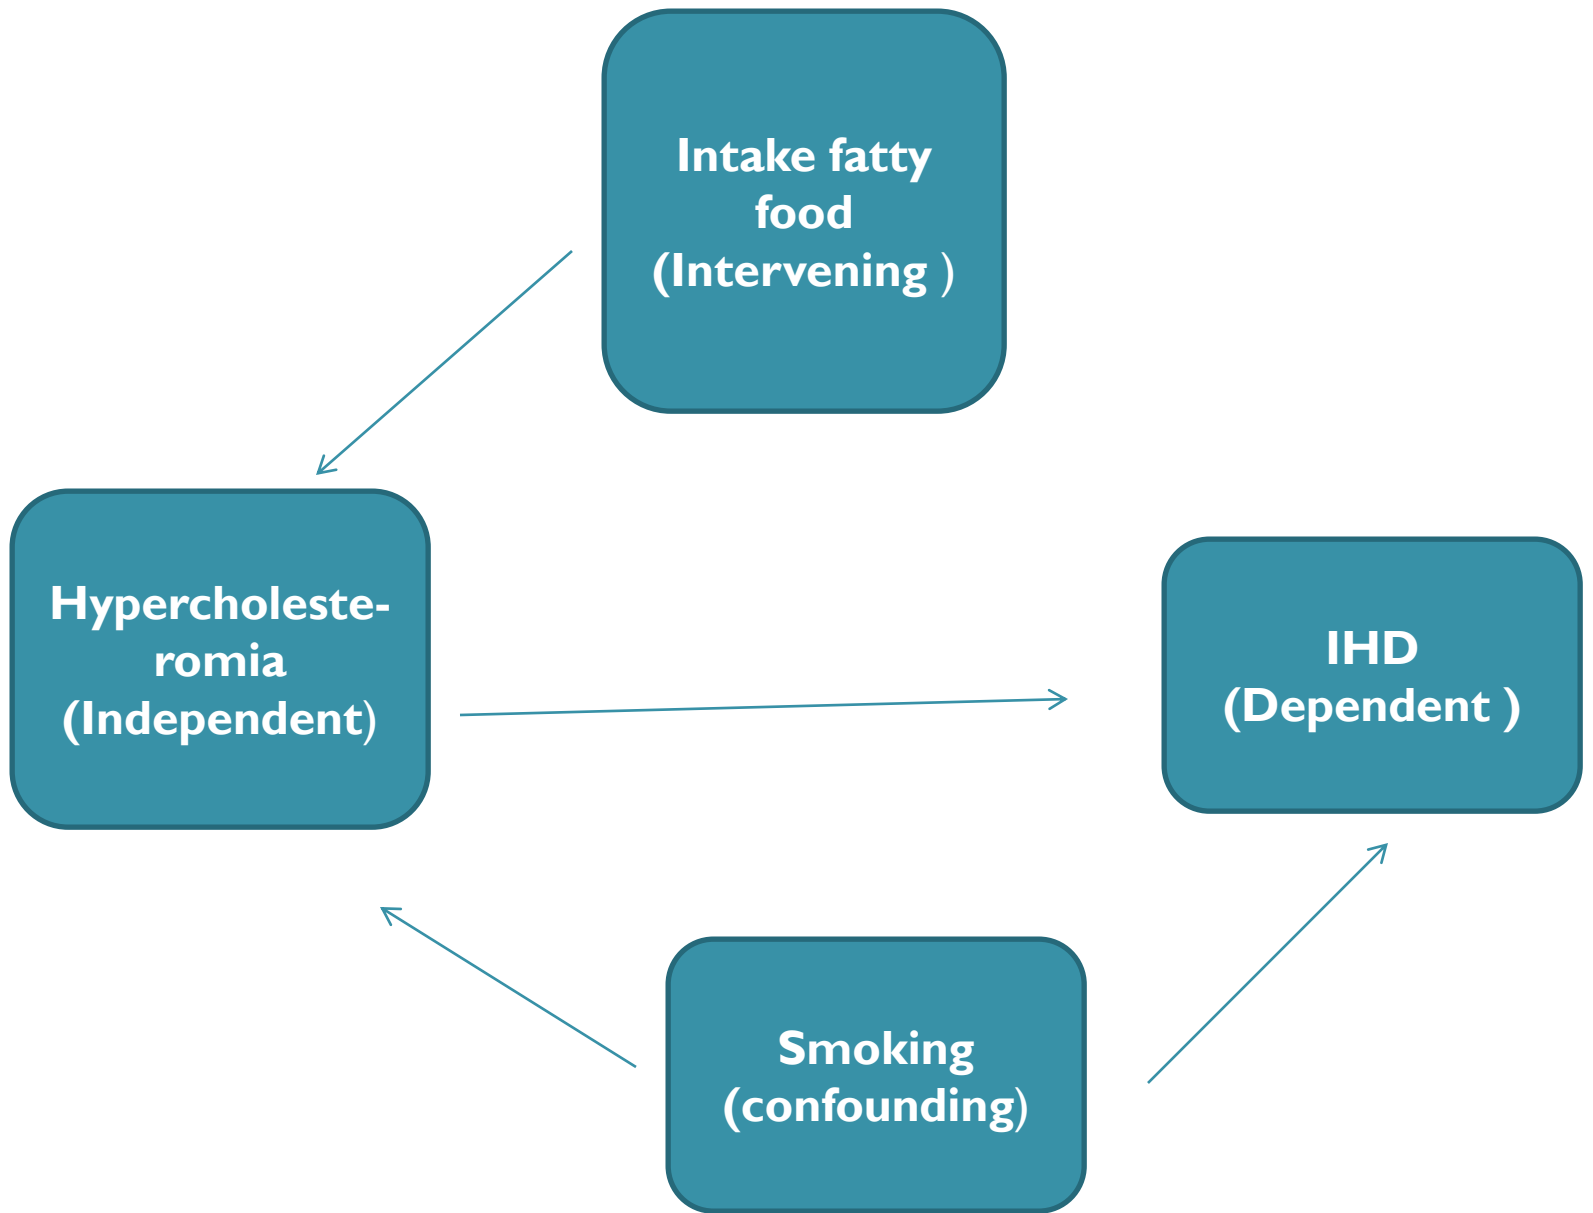 Intake fatty
food
(Intervening )
Hypercholeste-
romia
(Independent)
IHD
(Dependent )
Smoking
(confounding)